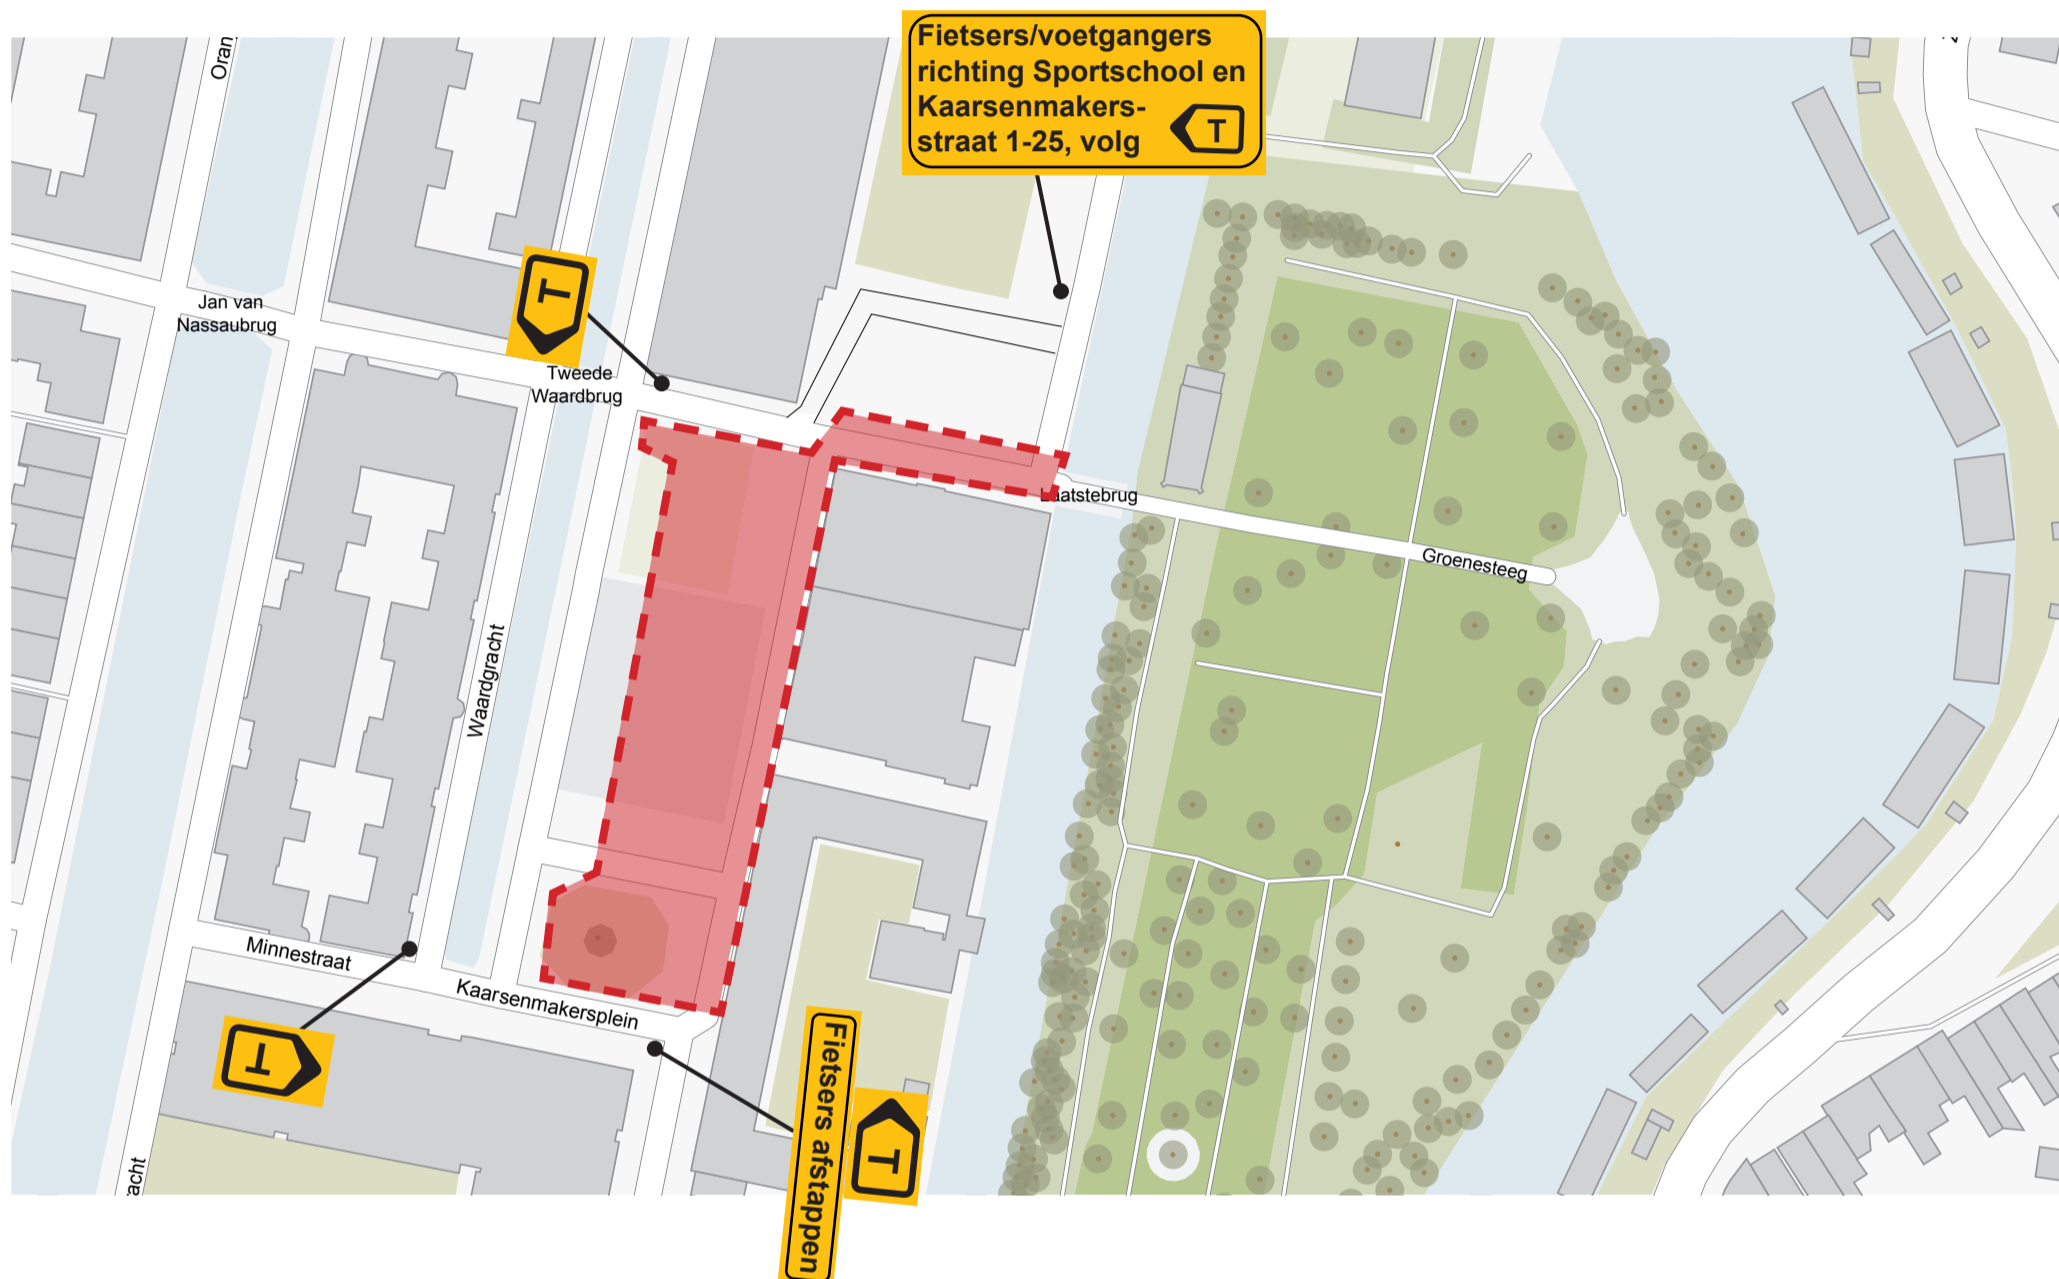 Fietsers/voetgangers
richting Sportschool en
Kaarsenmakers-
straat 1-25, volg
T
Oran
T
Jan van
Nassaubrug
Tweede
Waardbrug
Laatstebrug
Groenesteeg
Waardgracht
Minnestraat
Kaarsenmakersplein
T
Fietsers afstappen
T
acht